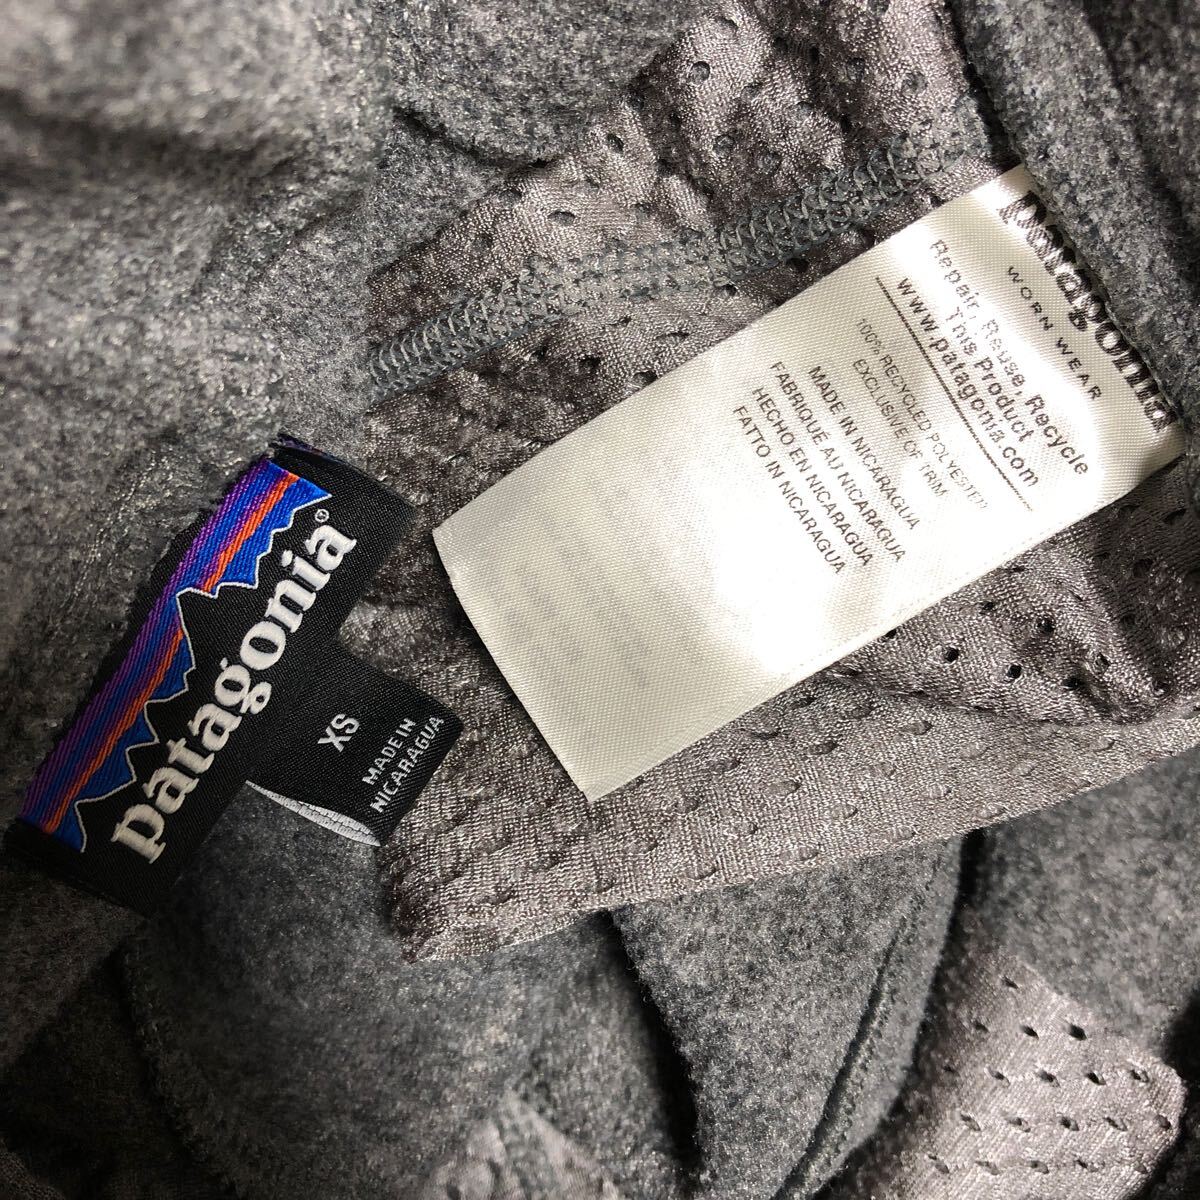 patagonia®
XS
MADE IN
NICARAGUA
patagonia
WORN WEAR
Repair, Reuse, Recycle
This Product
www.patagonia.com
100% RECYCLED POLYESTER
EXCLUSIVE OF TRIM
MADE IN NICARAGUA
FABRIQUÉ AU NICARAGUA
HECHO EN NICARAGUA
FATTO IN NICARAGUA